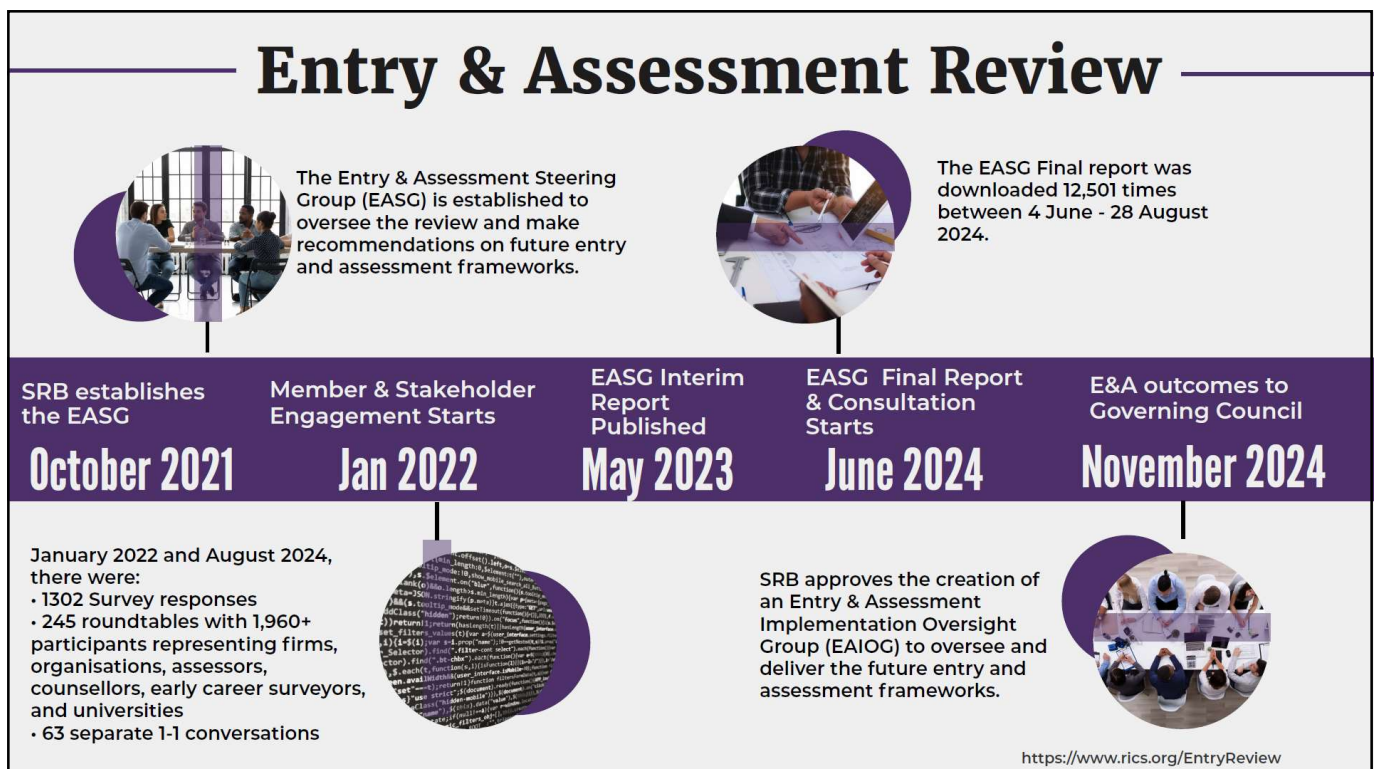 Entry & Assessment Review
The Entry & Assessment Steering
Group (EASG) is established to
oversee the review and make
recommendations on future entry
and assessment frameworks.
The EASG Final report was
downloaded 12,501 times
between 4 June - 28 August
2024.
SRB establishes
the EASG
October 2021
Member & Stakeholder
Engagement Starts
Jan 2022
EASG Interim
Report
Published
May 2023
EASG Final Report
& Consultation
Starts
June 2024
E&A outcomes to
Governing Council
November 2024
January 2022 and August 2024,
there were:
• 1302 Survey responses
• 245 roundtables with 1,960+
participants representing firms,
organisations, assessors,
counsellors, early career surveyors,
and universities
• 63 separate 1-1 conversations
SRB approves the creation of
an Entry & Assessment
Implementation Oversight
Group (EAIOG) to oversee and
deliver the future entry and
assessment frameworks.
https://www.rics.org/EntryReview